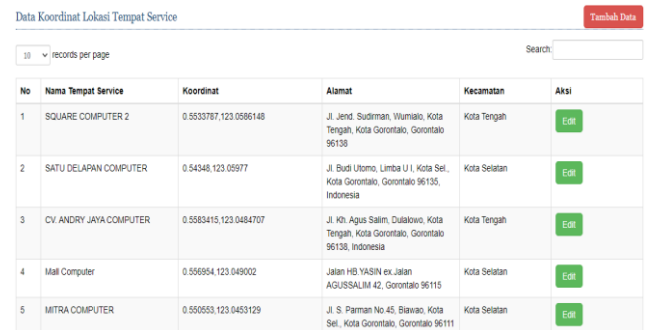 Data Koordinat Lokasi Tempat Service
Tambah Data
10 records per page
Search:
No Nama Tempat Service Koordinat Alamat Kecamatan Aksi
1 SQUARE COMPUTER 2 0.5533787,123.0586148 Jl. Jend. Sudirman, Wumialo, Kota Kota Tengah Edit
Tengah, Kota Gorontalo, Gorontalo
96138
2 SATU DELAPAN COMPUTER 0.54348,123.05977 Jl. Budi Utomo, Limba U I, Kota Sel., Kota Selatan Edit
Kota Gorontalo, Gorontalo 96135,
Indonesia
3 CV. ANDRY JAYA COMPUTER 0.5583415,123.0484707 Jl. Kh. Agus Salim, Dulalowo, Kota Kota Tengah Edit
Tengah, Kota Gorontalo, Gorontalo
96138, Indonesia
4 Mall Computer 0.556954,123.049002 Jalan HB.YASIN ex.Jalan Kota Selatan Edit
AGUSSALIM 42, Gorontalo 96115
5 MITRA COMPUTER 0.550553,123.0453129 Jl. S. Parman No.45, Biawao, Kota Kota Selatan Edit
Sel., Kota Gorontalo, Gorontalo 96111